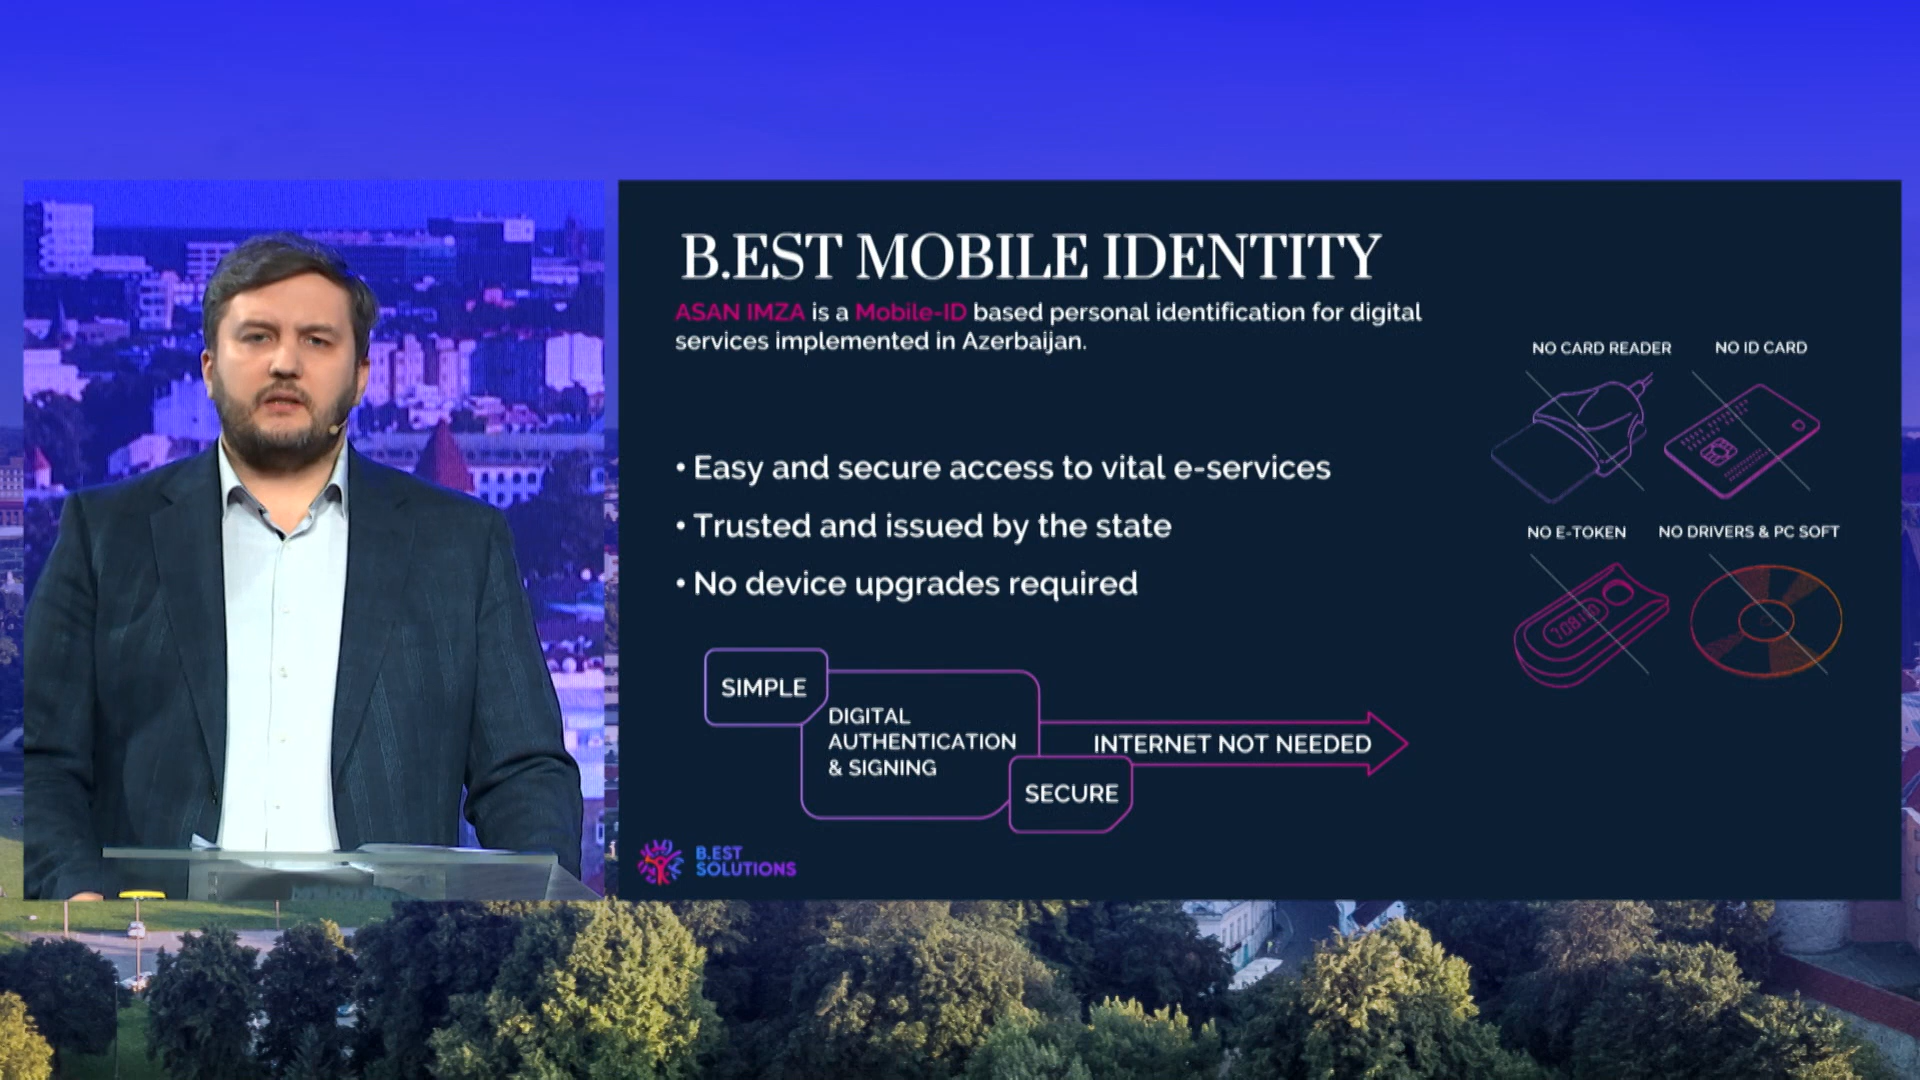 B.EST MOBILE IDENTITY
ASAN IMZA is a Mobile-ID based personal identification for digital
services implemented in Azerbaijan.
• Easy and secure access to vital e-services
• Trusted and issued by the state
• No device upgrades required
SIMPLE
DIGITAL
AUTHENTICATION
& SIGNING
SECURE
INTERNET NOT NEEDED
NO CARD READER
NO ID CARD
NO E-TOKEN
NO DRIVERS & PC SOFT
B.EST
SOLUTIONS